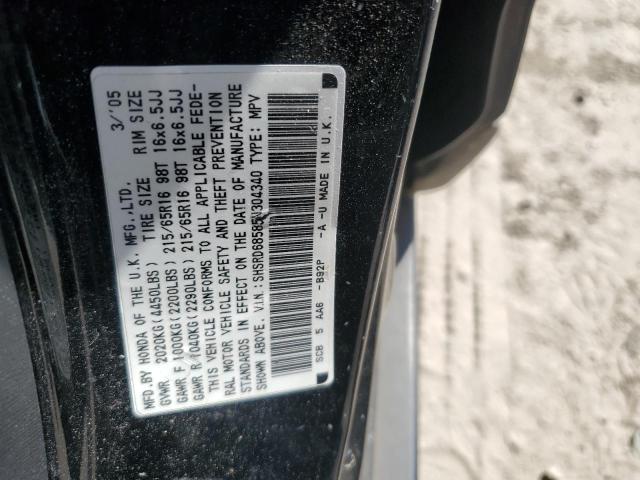 MFD.BY HONDA OF THE U.K. MFG.,LTD. 3/'05
GVWR 2020KG(4450LBS) TIRE SIZE RIM SIZE
GAWR F 1000KG(2200LBS) 215/65R16 98T 16x6.5JJ
GAWR R 1040KG(2290LBS) 215/65R16 98T 16x6.5JJ
THIS VEHICLE CONFORMS TO ALL APPLICABLE FEDE-
RAL MOTOR VEHICLE SAFETY AND THEFT PREVENTION
STANDARDS IN EFFECT ON THE DATE OF MANUFACTURE
SHOWN ABOVE. V.I.N.: SHSRD68585U304340 TYPE: MPV
SCB 5 AA6 -B92P -A -U MADE IN U.K.